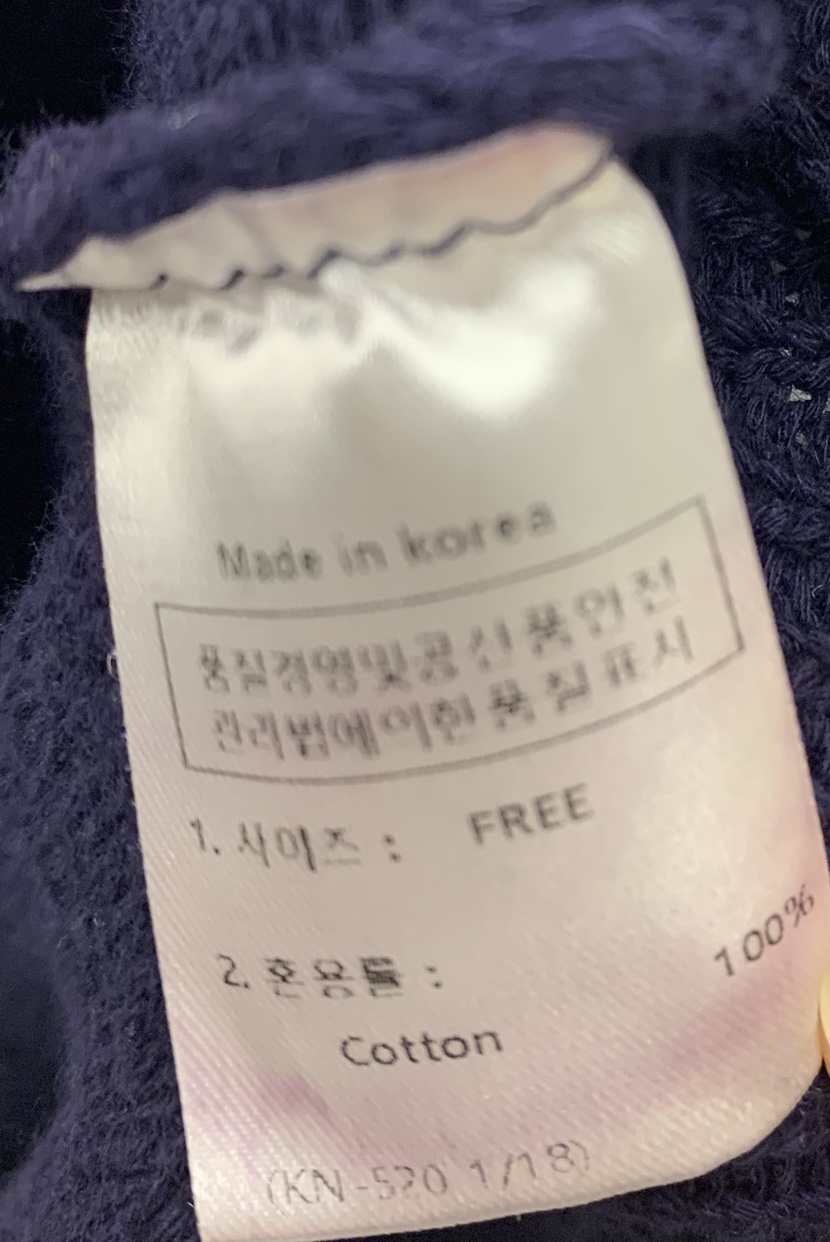 Made in korea
품질경영및공산품안전
관리법에의한품질표시
1. 사이즈 : FREE
2. 혼용률 : 100%
Cotton
(KN-520 1/18)